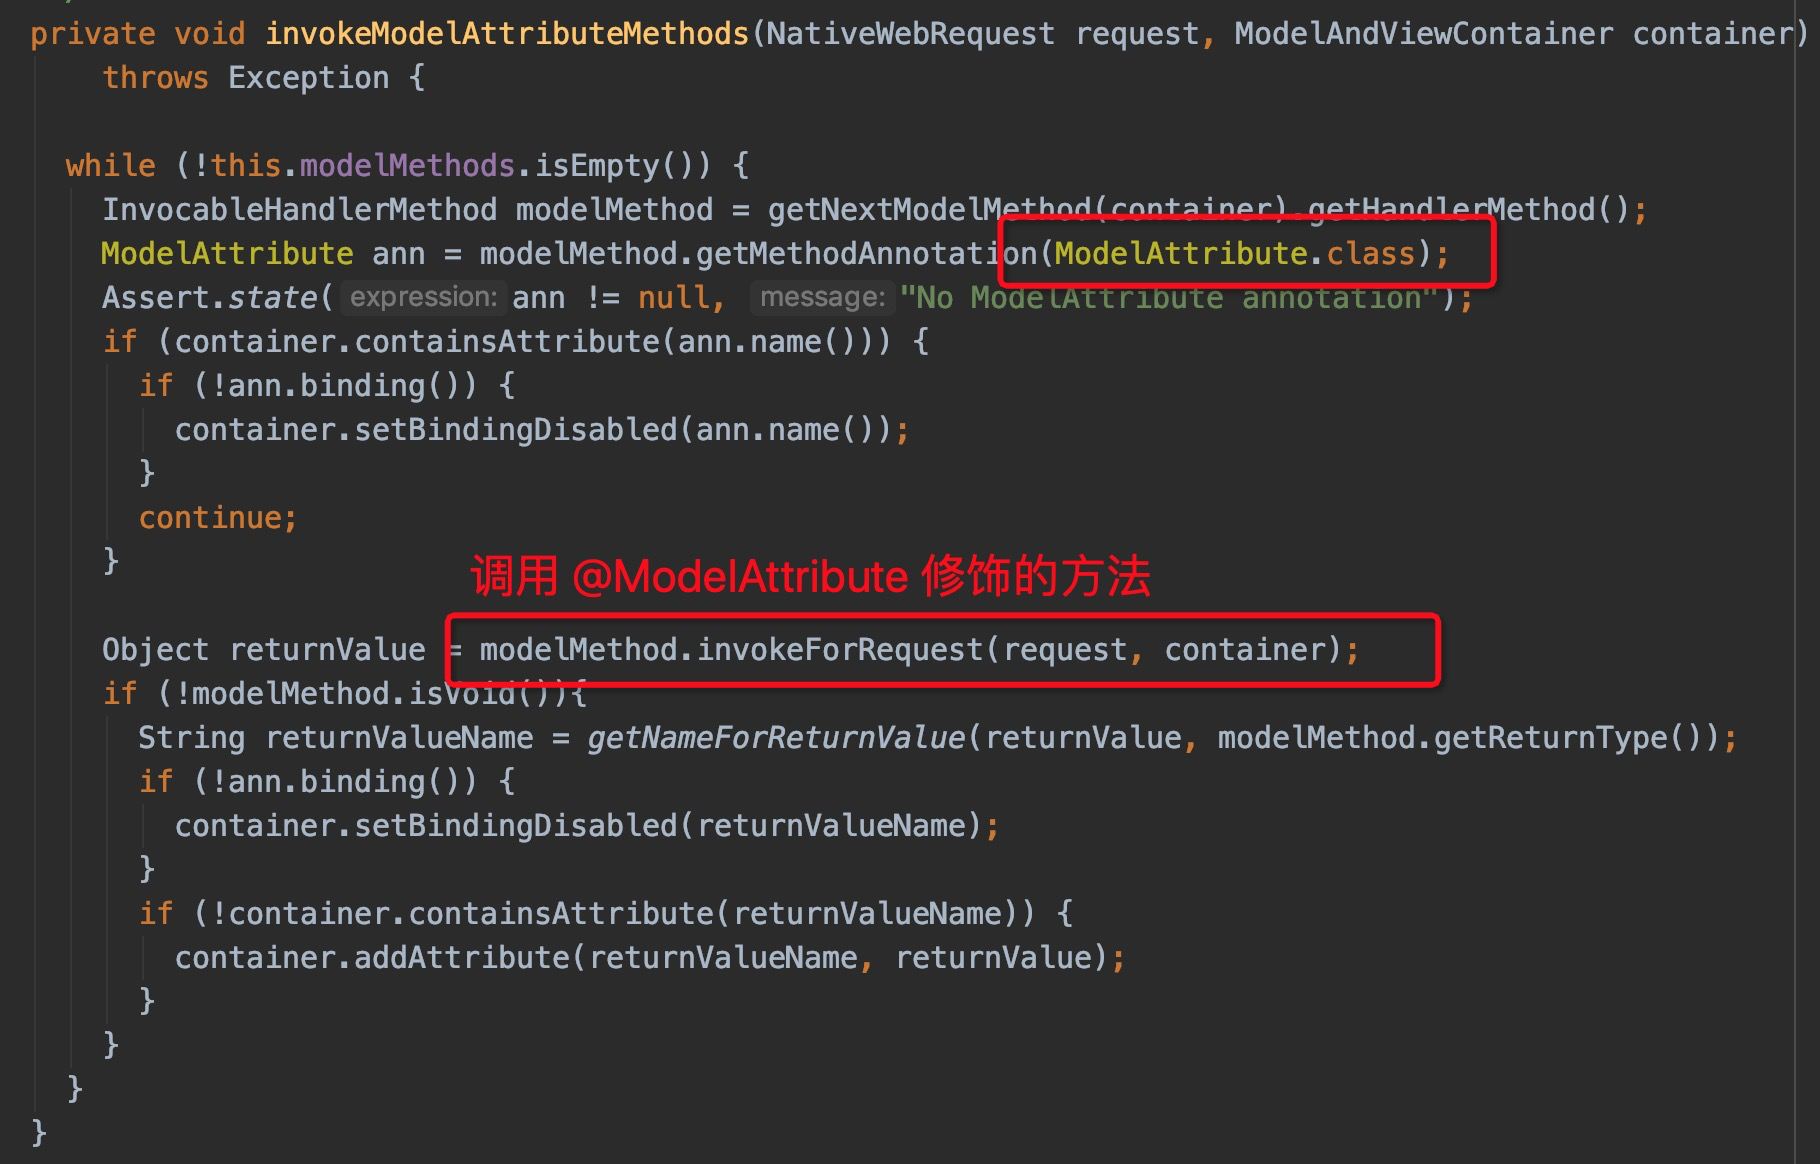 private void invokeModelAttributeMethods(NativeWebRequest request, ModelAndViewContainer container)
throws Exception {
while (!this.modelMethods.isEmpty()) {
InvocableHandlerMethod modelMethod = getNextModelMethod(container).getHandlerMethod();
ModelAttribute ann = modelMethod.getMethodAnnotation(ModelAttribute.class);
Assert.state( expression: ann != null, message: "No ModelAttribute annotation");
if (container.containsAttribute(ann.name())) {
if (!ann.binding()) {
container.setBindingDisabled(ann.name());
}
continue;
}
调用 @ModelAttribute 修饰的方法
Object returnValue = modelMethod.invokeForRequest(request, container);
if (!modelMethod.isVoid()){
String returnValueName = getNameForReturnValue(returnValue, modelMethod.getReturnType());
if (!ann.binding()) {
container.setBindingDisabled(returnValueName);
}
if (!container.containsAttribute(returnValueName)) {
container.addAttribute(returnValueName, returnValue);
}
}
}
}